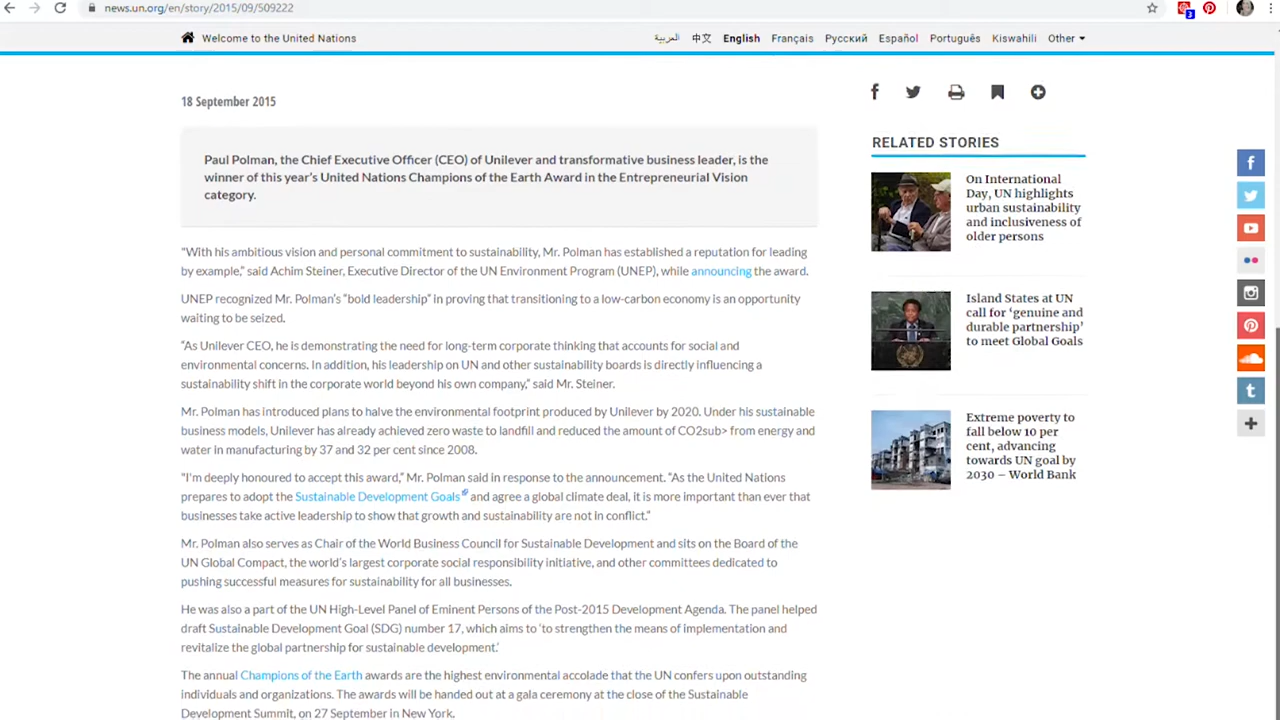 news.un.org/en/story/2015/09/509222
3
Welcome to the United Nations
العربية 中文 English Français Русский Español Português Kiswahili Other
18 September 2015
Paul Polman, the Chief Executive Officer (CEO) of Unilever and transformative business leader, is the
winner of this year’s United Nations Champions of the Earth Award in the Entrepreneurial Vision
category.
“With his ambitious vision and personal commitment to sustainability, Mr. Polman has established a reputation for leading
by example,” said Achim Steiner, Executive Director of the UN Environment Program (UNEP), while announcing the award.
UNEP recognized Mr. Polman’s “bold leadership” in proving that transitioning to a low-carbon economy is an opportunity
waiting to be seized.
“As Unilever CEO, he is demonstrating the need for long-term corporate thinking that accounts for social and
environmental concerns. In addition, his leadership on UN and other sustainability boards is directly influencing a
sustainability shift in the corporate world beyond his own company,” said Mr. Steiner.
Mr. Polman has introduced plans to halve the environmental footprint produced by Unilever by 2020. Under his sustainable
business models, Unilever has already achieved zero waste to landfill and reduced the amount of CO2sub> from energy and
water in manufacturing by 37 and 32 per cent since 2008.
“I’m deeply honoured to accept this award,” Mr. Polman said in response to the announcement. “As the United Nations
prepares to adopt the Sustainable Development Goals and agree a global climate deal, it is more important than ever that
businesses take active leadership to show that growth and sustainability are not in conflict.”
Mr. Polman also serves as Chair of the World Business Council for Sustainable Development and sits on the Board of the
UN Global Compact, the world’s largest corporate social responsibility initiative, and other committees dedicated to
pushing successful measures for sustainability for all businesses.
He was also a part of the UN High-Level Panel of Eminent Persons of the Post-2015 Development Agenda. The panel helped
draft Sustainable Development Goal (SDG) number 17, which aims to ‘to strengthen the means of implementation and
revitalize the global partnership for sustainable development.’
The annual Champions of the Earth awards are the highest environmental accolade that the UN confers upon outstanding
individuals and organizations. The awards will be handed out at a gala ceremony at the close of the Sustainable
Development Summit, on 27 September in New York.
RELATED STORIES
On International
Day, UN highlights
urban sustainability
and inclusiveness of
older persons
Island States at UN
call for ‘genuine and
durable partnership’
to meet Global Goals
Extreme poverty to
fall below 10 per
cent, advancing
towards UN goal by
2030 – World Bank